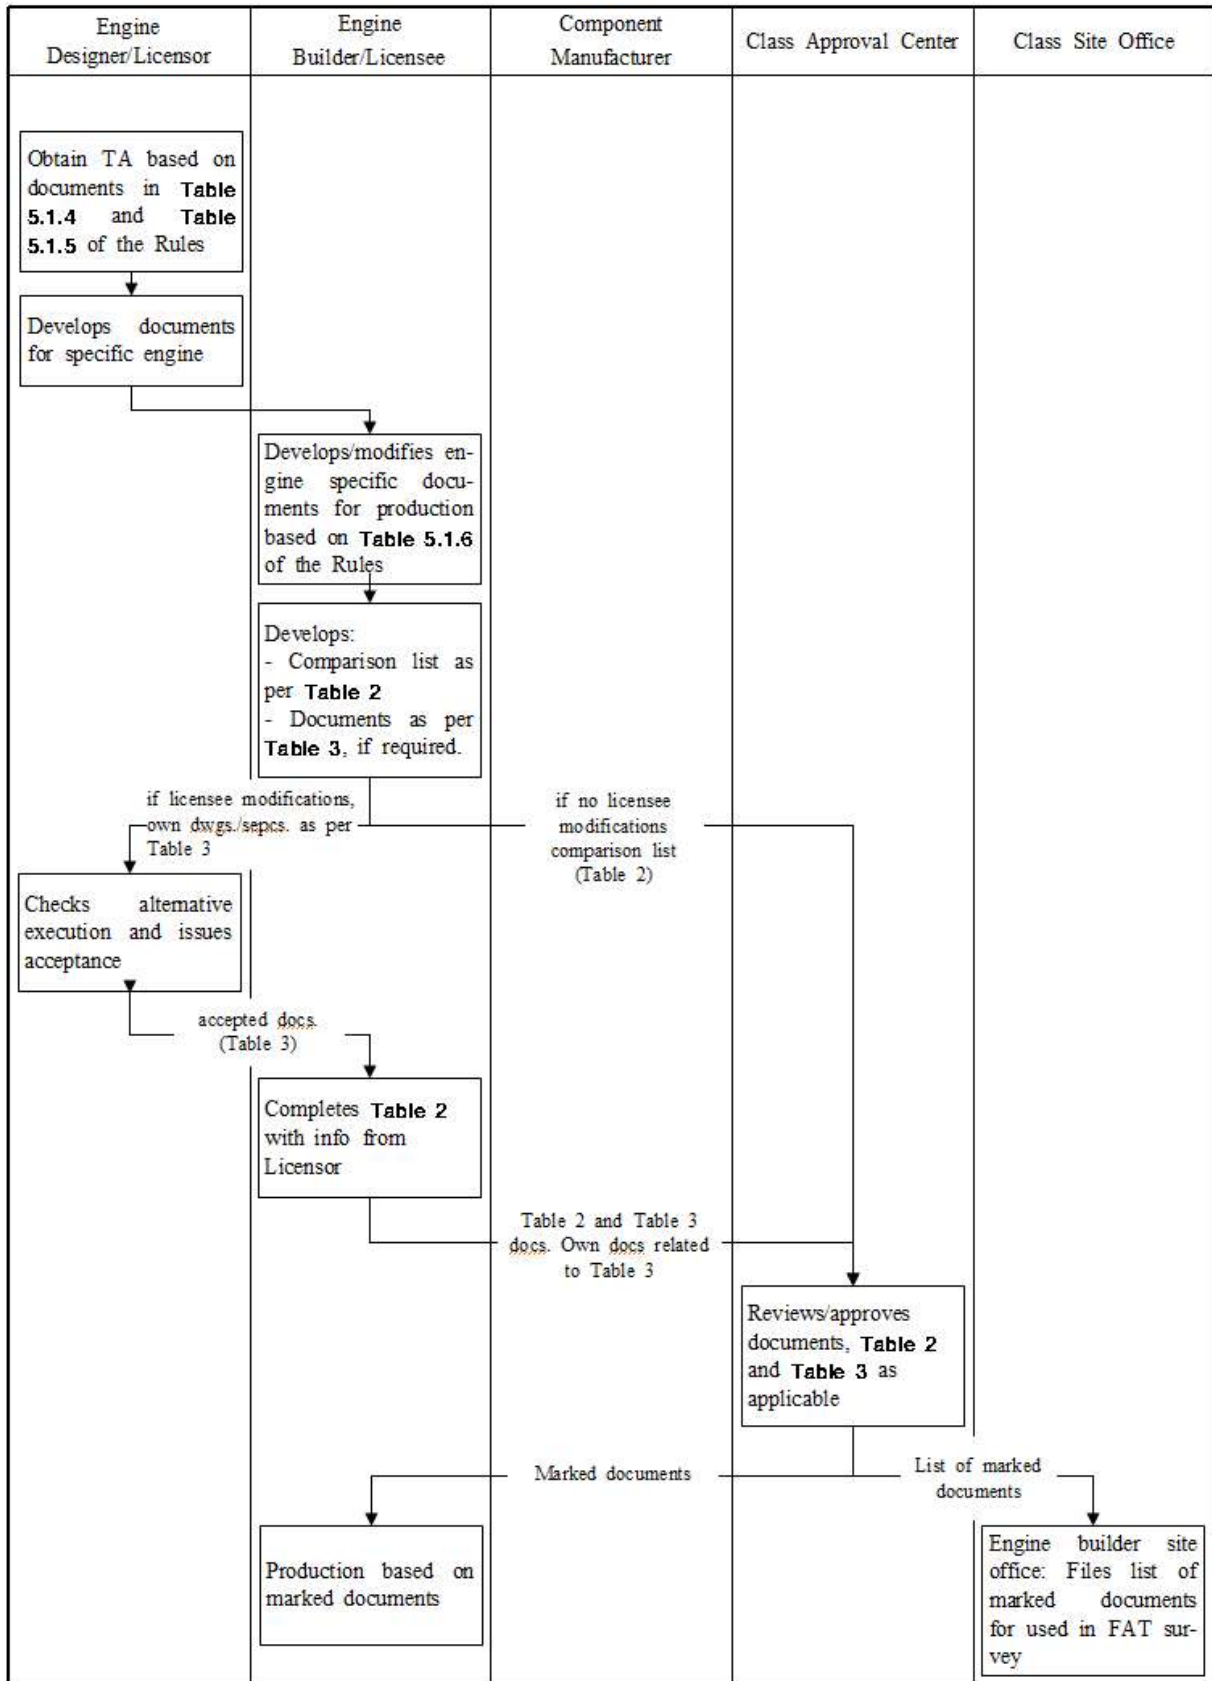 Engine
Designer/Licensor
Engine
Builder/Licensee
Component
Manufacturer
Class Approval Center
Class Site Office
Obtain TA based on
documents in Table
5.1.4 and Table
5.1.5 of the Rules
Develops documents
for specific engine
Develops/modifies en-
gine specific docu-
ments for production
based on Table 5.1.6
of the Rules
Develops:
- Comparison list as
per Table 2
- Documents as per
Table 3, if required.
if licensee modifications,
own dwgs./sepcs. as per
Table 3
if no licensee
modifications
comparison list
(Table 2)
Checks alternative
execution and issues
acceptance
accepted docs.
(Table 3)
Completes Table 2
with info from
Licensor
Table 2 and Table 3
docs. Own docs related
to Table 3
Reviews/approves
documents, Table 2
and Table 3 as
applicable
Marked documents
List of marked
documents
Production based on
marked documents
Engine builder site
office: Files list of
marked documents
for used in FAT sur-
vey